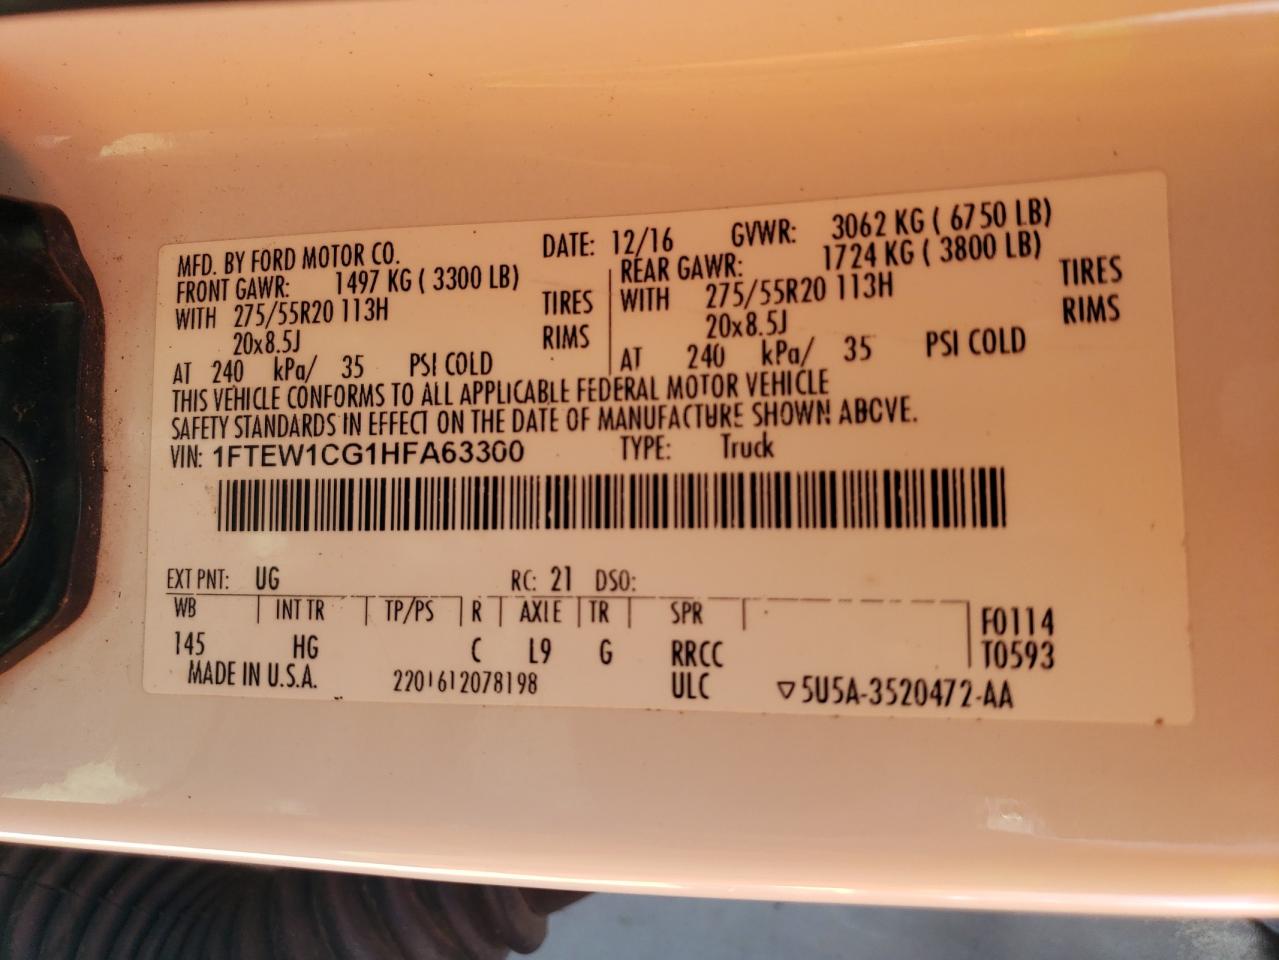 MFD. BY FORD MOTOR CO. DATE: 12/16 GVWR: 3062 KG ( 6750 LB)
FRONT GAWR: 1497 KG ( 3300 LB) REAR GAWR: 1724 KG ( 3800 LB)
WITH 275/55R20 113H TIRES WITH 275/55R20 113H TIRES
20x8.5J RIMS 20x8.5J RIMS
AT 240 kPa/ 35 PSI COLD AT 240 kPa/ 35 PSI COLD
THIS VEHICLE CONFORMS TO ALL APPLICABLE FEDERAL MOTOR VEHICLE
SAFETY STANDARDS IN EFFECT ON THE DATE OF MANUFACTURE SHOWN ABOVE.
VIN: 1FTEW1CG1HFA63300 TYPE: Truck
EXT PNT: UG RC: 21 DSO:
WB INT TR TP/PS R AXLE TR SPR F0114
145 HG C L9 G RRCC T0593
MADE IN U.S.A. 2201612078198 ULC ▽5U5A-3520472-AA